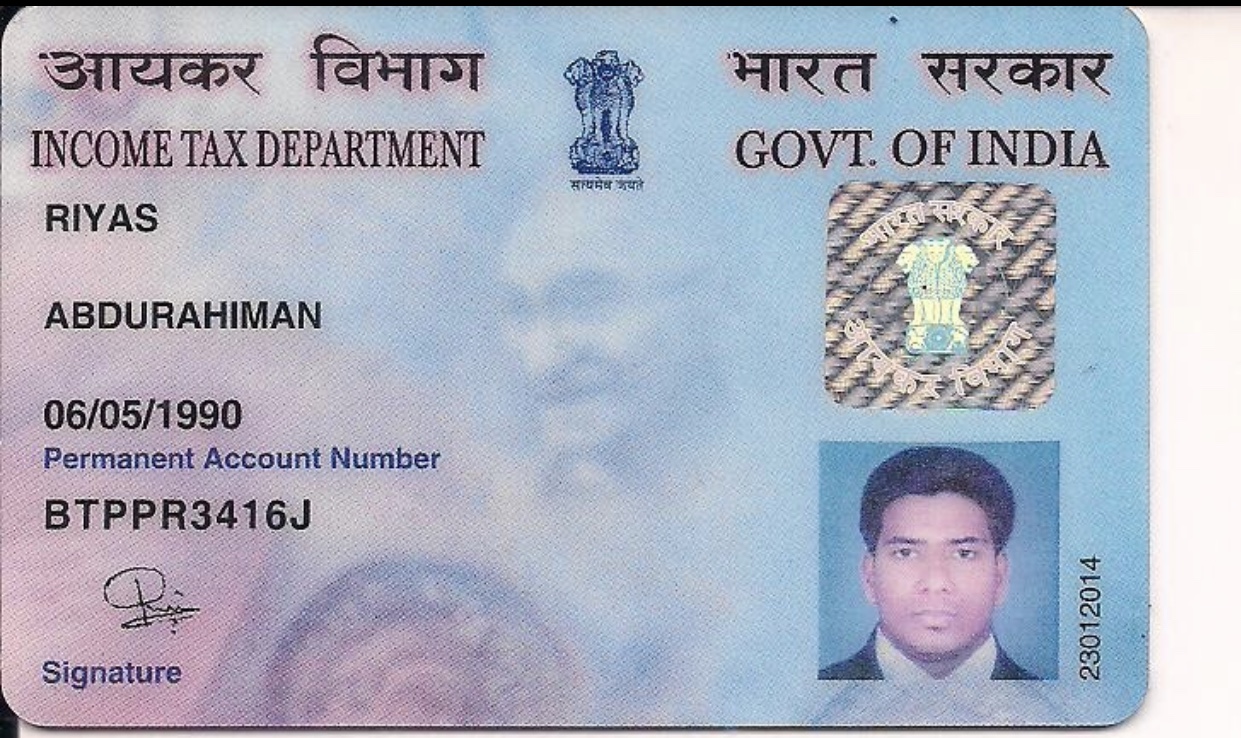 आयकर विभाग
भारत सरकार
INCOME TAX DEPARTMENT
GOVT. OF INDIA
सत्यमेव जयते
RIYAS
भारत सरकार
आयकर विभाग
ABDURAHIMAN
06/05/1990
Permanent Account Number
BTPPR3416J
23012014
Signature